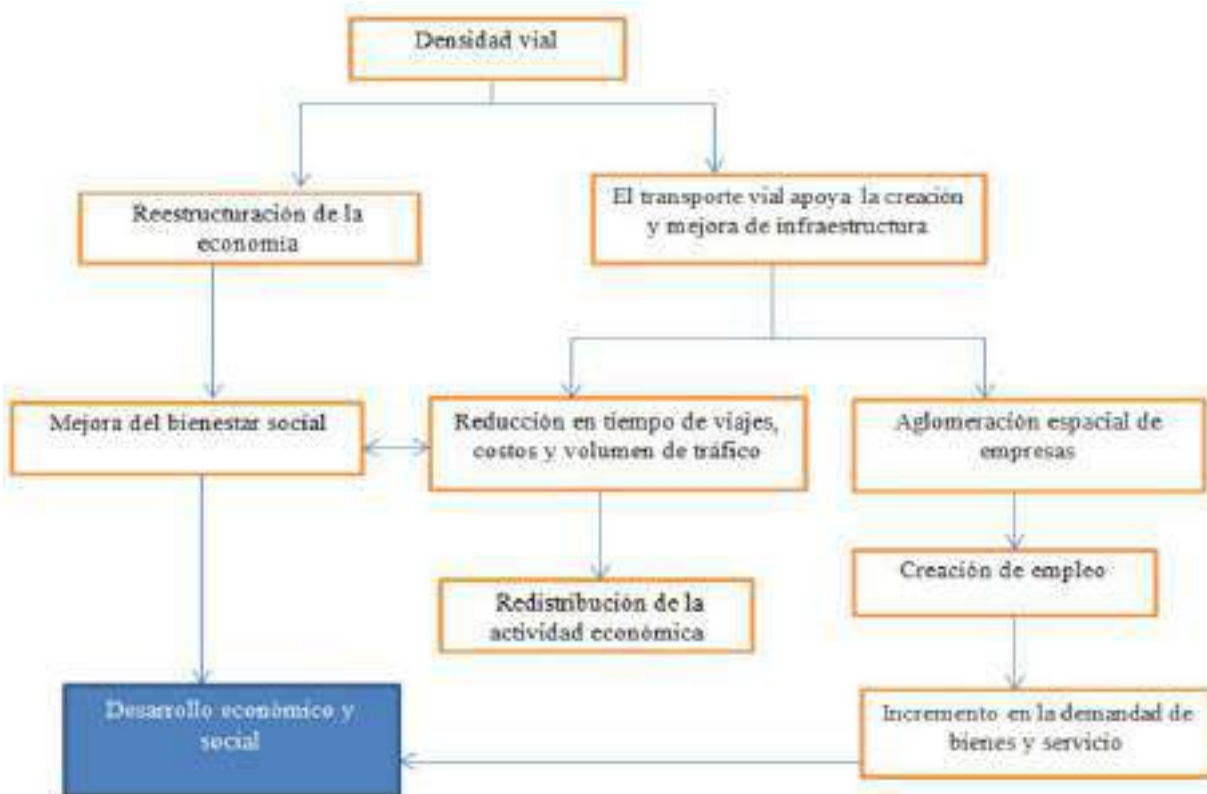 Densidad vial
Reestructuración de la
economía
El transporte vial apoya la creación
y mejora de infraestructura
Mejora del bienestar social
Reducción en tiempo de viajes,
costos y volumen de tráfico
Aglomeración espacial de
empresas
Creación de empleo
Redistribución de la
actividad económica
Desarrollo económico y
social
Incremento en la demandad de
bienes y servicio